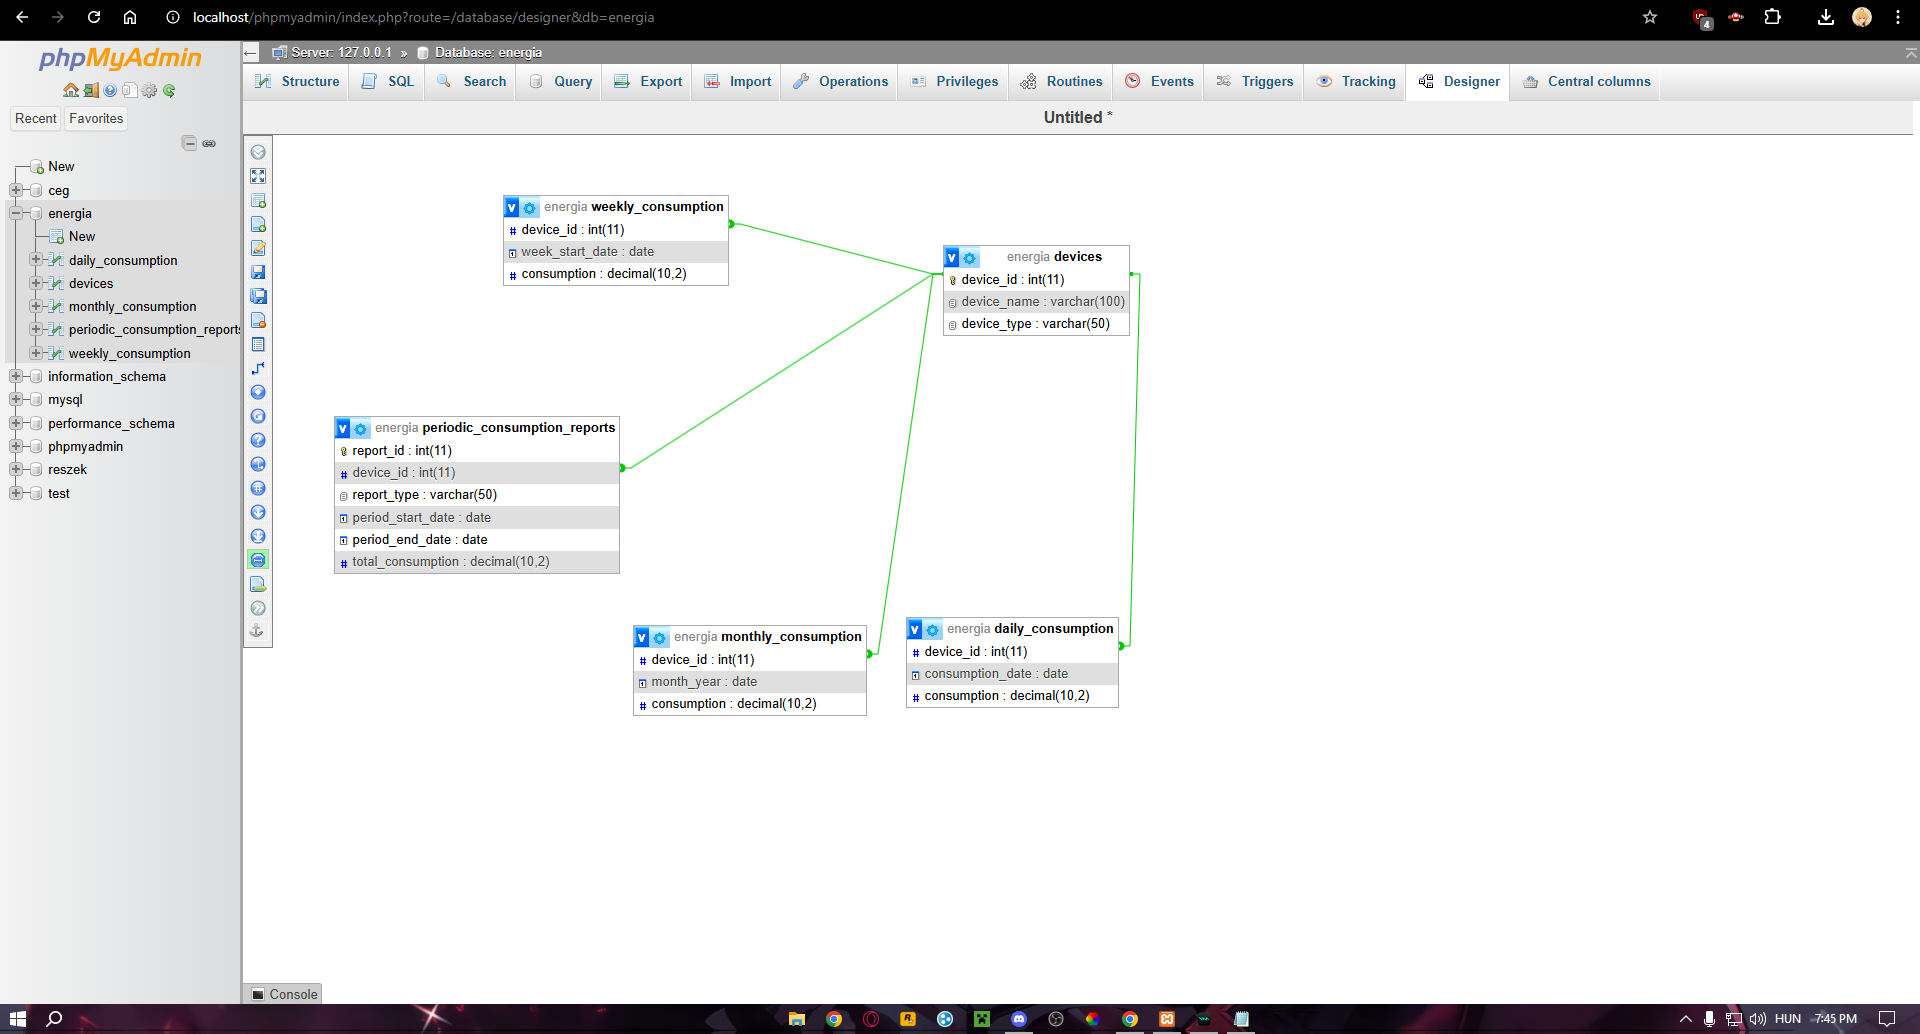 localhost/phpmyadmin/index.php?route=/database/designer&db=energia
4
phpMyAdmin
Recent Favorites
New
ceg
energia
New
daily_consumption
devices
monthly_consumption
periodic_consumption_reports
weekly_consumption
information_schema
mysql
performance_schema
phpmyadmin
reszek
test
Server: 127.0.0.1 » Database: energia
Structure SQL Search Query Export Import Operations Privileges Routines Events Triggers Tracking Designer Central columns
Untitled *
v energia weekly_consumption
# device_id : int(11)
week_start_date : date
# consumption : decimal(10,2)
v energia devices
device_id : int(11)
device_name : varchar(100)
device_type : varchar(50)
v energia periodic_consumption_reports
report_id : int(11)
# device_id : int(11)
report_type : varchar(50)
period_start_date : date
period_end_date : date
# total_consumption : decimal(10,2)
v energia monthly_consumption
# device_id : int(11)
month_year : date
# consumption : decimal(10,2)
v energia daily_consumption
# device_id : int(11)
consumption_date : date
# consumption : decimal(10,2)
Console
HUN 7:45 PM